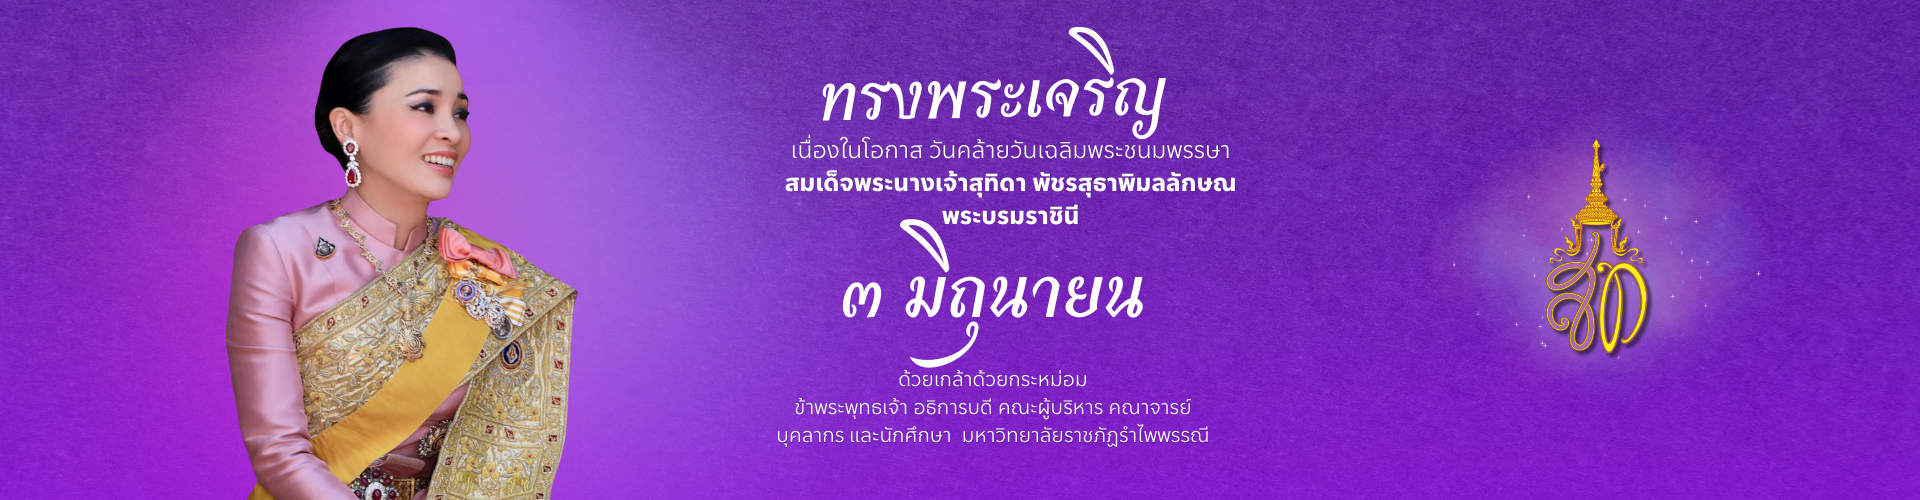 ทรงพระเจริญ
เนื่องในโอกาส วันคล้ายวันเฉลิมพระชนมพรรษา
สมเด็จพระนางเจ้าสุทิดา พัชรสุธาพิมลลักษณ
พระบรมราชินี
๓ มิถุนายน
ด้วยเกล้าด้วยกระหม่อม
ข้าพระพุทธเจ้า อธิการบดี คณะผู้บริหาร คณาจารย์
บุคลากร และนักศึกษา มหาวิทยาลัยราชภัฏรำไพพรรณี
สท